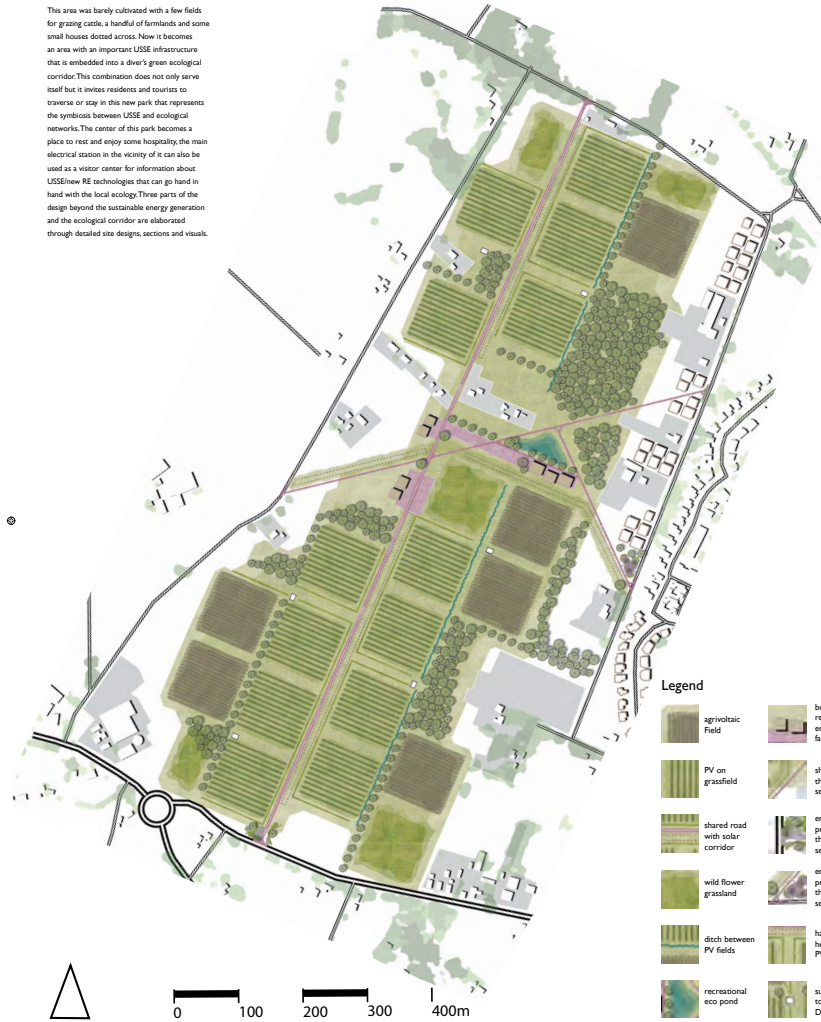 This area was barely cultivated with a few fields
for grazing cattle, a handful of farmlands and some
small houses dotted across. Now it becomes
an area with an important USSE infrastructure
that is embedded into a diver's green ecological
corridor. This combination does not only serve
itself but it invites residents and tourists to
traverse or stay in this new park that represents
the symbiosis between USSE and ecological
networks. The center of this park becomes a
place to rest and enjoy some hospitality, the main
electrical station in the vicinity of it can also be
used as a visitor center for information about
USSE/new RE technologies that can go hand in
hand with the local ecology. Three parts of the
design beyond the sustainable energy generation
and the ecological corridor are elaborated
through detailed site designs, sections and visuals.
Legend
agrivoltaic
Field
PV on
grassfield
shared road
with solar
corridor
wild flower
grassland
ditch between
PV fields
recreational
eco pond
0
100
200
300
400m